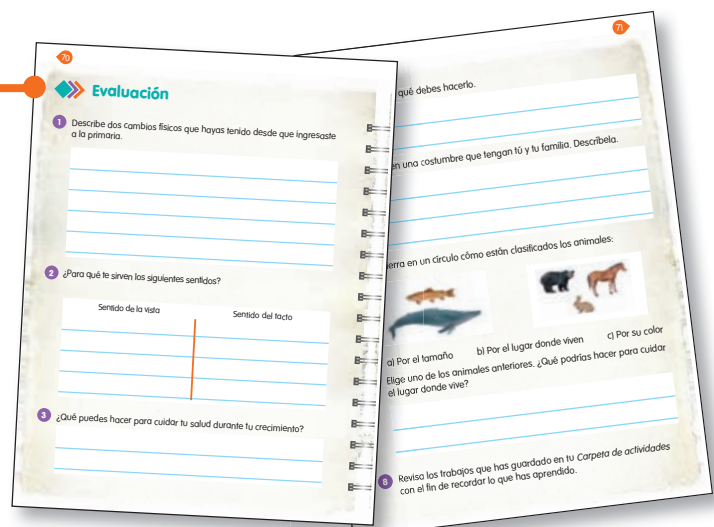 70
Evaluación
1 Describe dos cambios físicos que hayas tenido desde que ingresaste
a la primaria.
2 ¿Para qué te sirven los siguientes sentidos?
Sentido de la vista Sentido del tacto
3 ¿Qué puedes hacer para cuidar tu salud durante tu crecimiento?
71
qué debes hacerlo.
en una costumbre que tengan tú y tu familia. Descríbela.
ierra en un círculo cómo están clasificados los animales:
a) Por el tamaño b) Por el lugar donde viven c) Por su color
Elige uno de los animales anteriores. ¿Qué podrías hacer para cuidar
el lugar donde vive?
8 Revisa los trabajos que has guardado en tu Carpeta de actividades
con el fin de recordar lo que has aprendido.